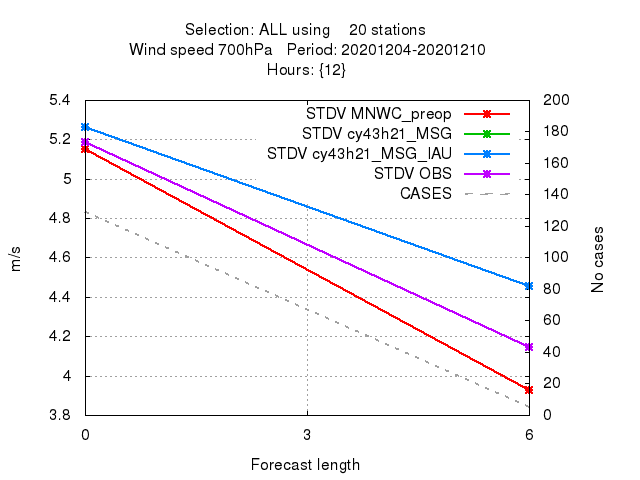 Selection: ALL using    20 stations
Wind speed 700hPa   Period: 20201204-20201210
Hours: {12}
STDV MNWC_preop
STDV cy43h21_MSG
STDV cy43h21_MSG_IAU
STDV OBS
CASES
5.4
5.2
5
4.8
4.6
4.4
4.2
4
3.8
m/s
200
180
160
140
120
100
80
60
40
20
0
No cases
0 3 6
Forecast length